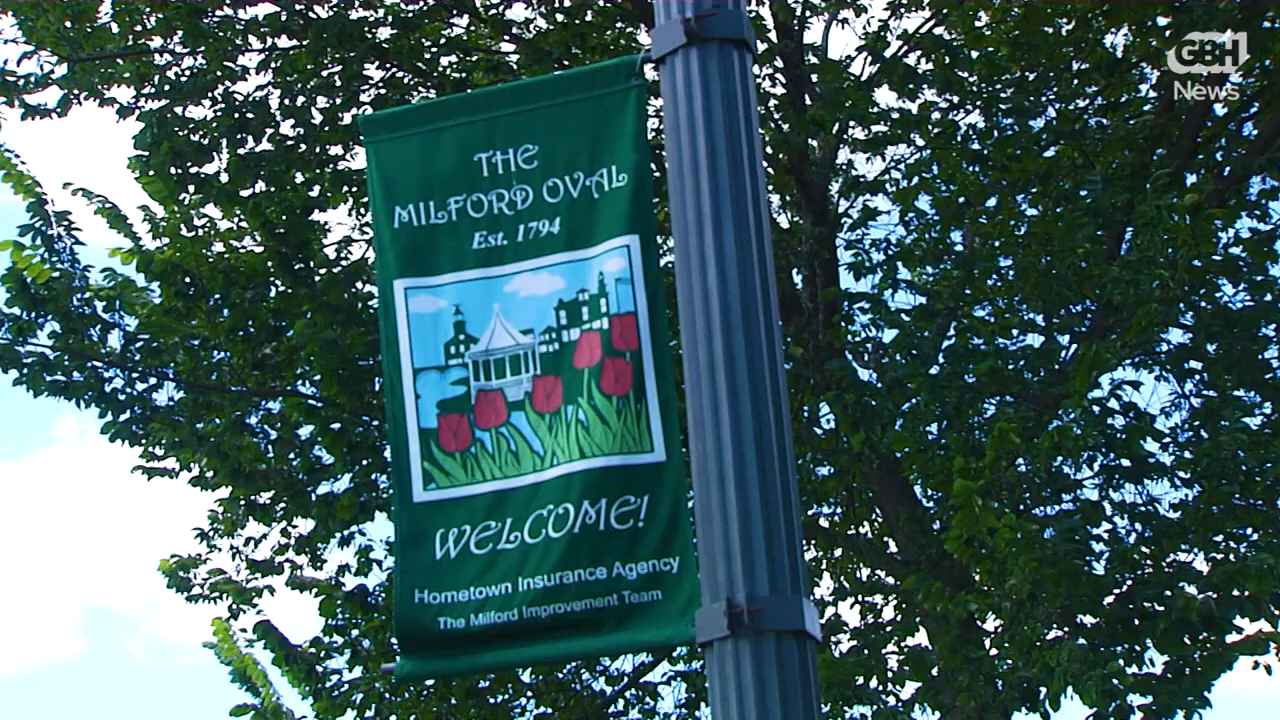 GBH
News
THE
MILFORD OVAL
Est. 1794
WELCOME!
Hometown Insurance Agency
The Milford Improvement Team